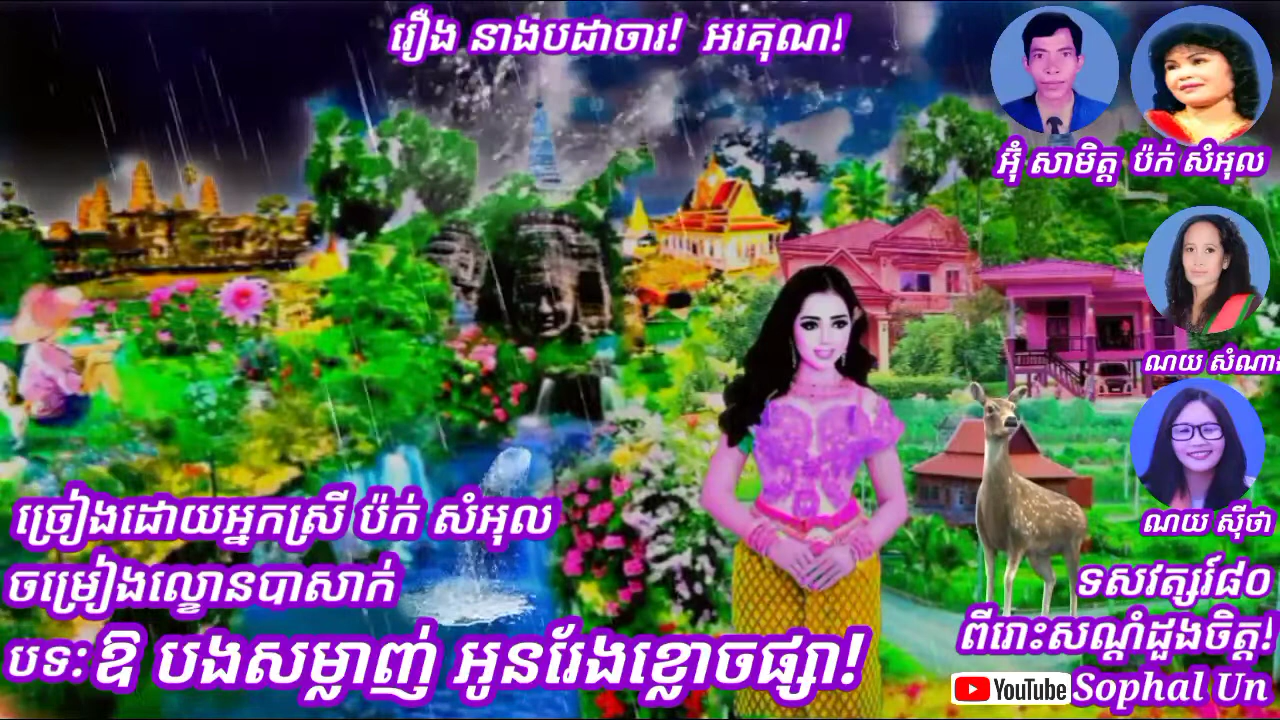 រឿង នាងបដាចារ! អរគុណ!
អ៊ុំ សាមិត្ត
ប៉ក់ សំអុល
ណយ សំណាង
ណយ ស៊ីថា
ច្រៀងដោយអ្នកស្រី ប៉ក់ សំអុល
ចម្រៀងល្ខោនបាសាក់
បទ: ឱ បងសម្លាញ់ អូនរែងខ្លោចផ្សា!
ទសវត្សរ៍៨០
ពីរោះសណ្តំដួងចិត្ត!
YouTube Sophal Un